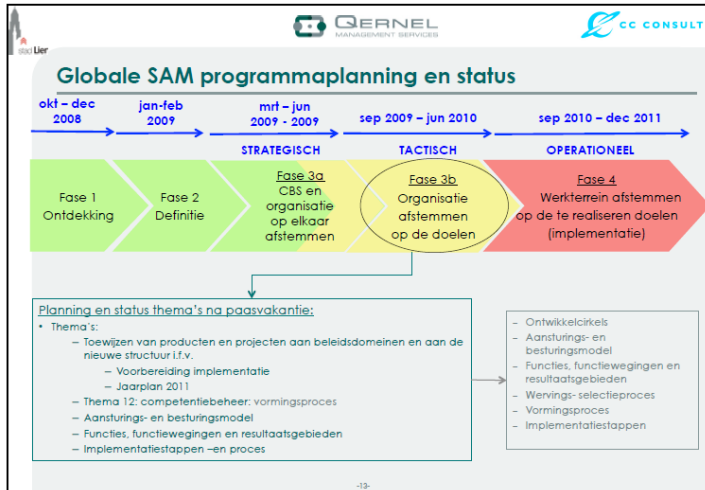 stad Lier
QERNEL
MANAGEMENT SERVICES
CC CONSULT
Globale SAM programmaplanning en status
okt – dec
2008
jan-feb
2009
mrt – jun
2009 - 2009
sep 2009 – jun 2010
sep 2010 – dec 2011
STRATEGISCH
TACTISCH
OPERATIONEEL
Fase 1
Ontdekking
Fase 2
Definitie
Fase 3a
CBS en
organisatie
op elkaar
afstemmen
Fase 3b
Organisatie
afstemmen
op de doelen
Fase 4
Werkterrein afstemmen
op de te realiseren doelen
(implementatie)
Planning en status thema's na paasvakantie:
• Thema's:
– Toewijzen van producten en projecten aan beleidsdomeinen en aan de
nieuwe structuur i.f.v.
– Voorbereiding implementatie
– Jaarplan 2011
– Thema 12: competentiebeheer: vormingsproces
– Aansturings- en besturingsmodel
– Functies, functiewegingen en resultaatsgebieden
– Implementatiestappen –en proces
– Ontwikkelcirkels
– Aansturings- en
besturingsmodel
– Functies, functiewegingen en
resultaatsgebieden
– Wervings- selectieproces
– Vormingsproces
– Implementatiestappen
-13-